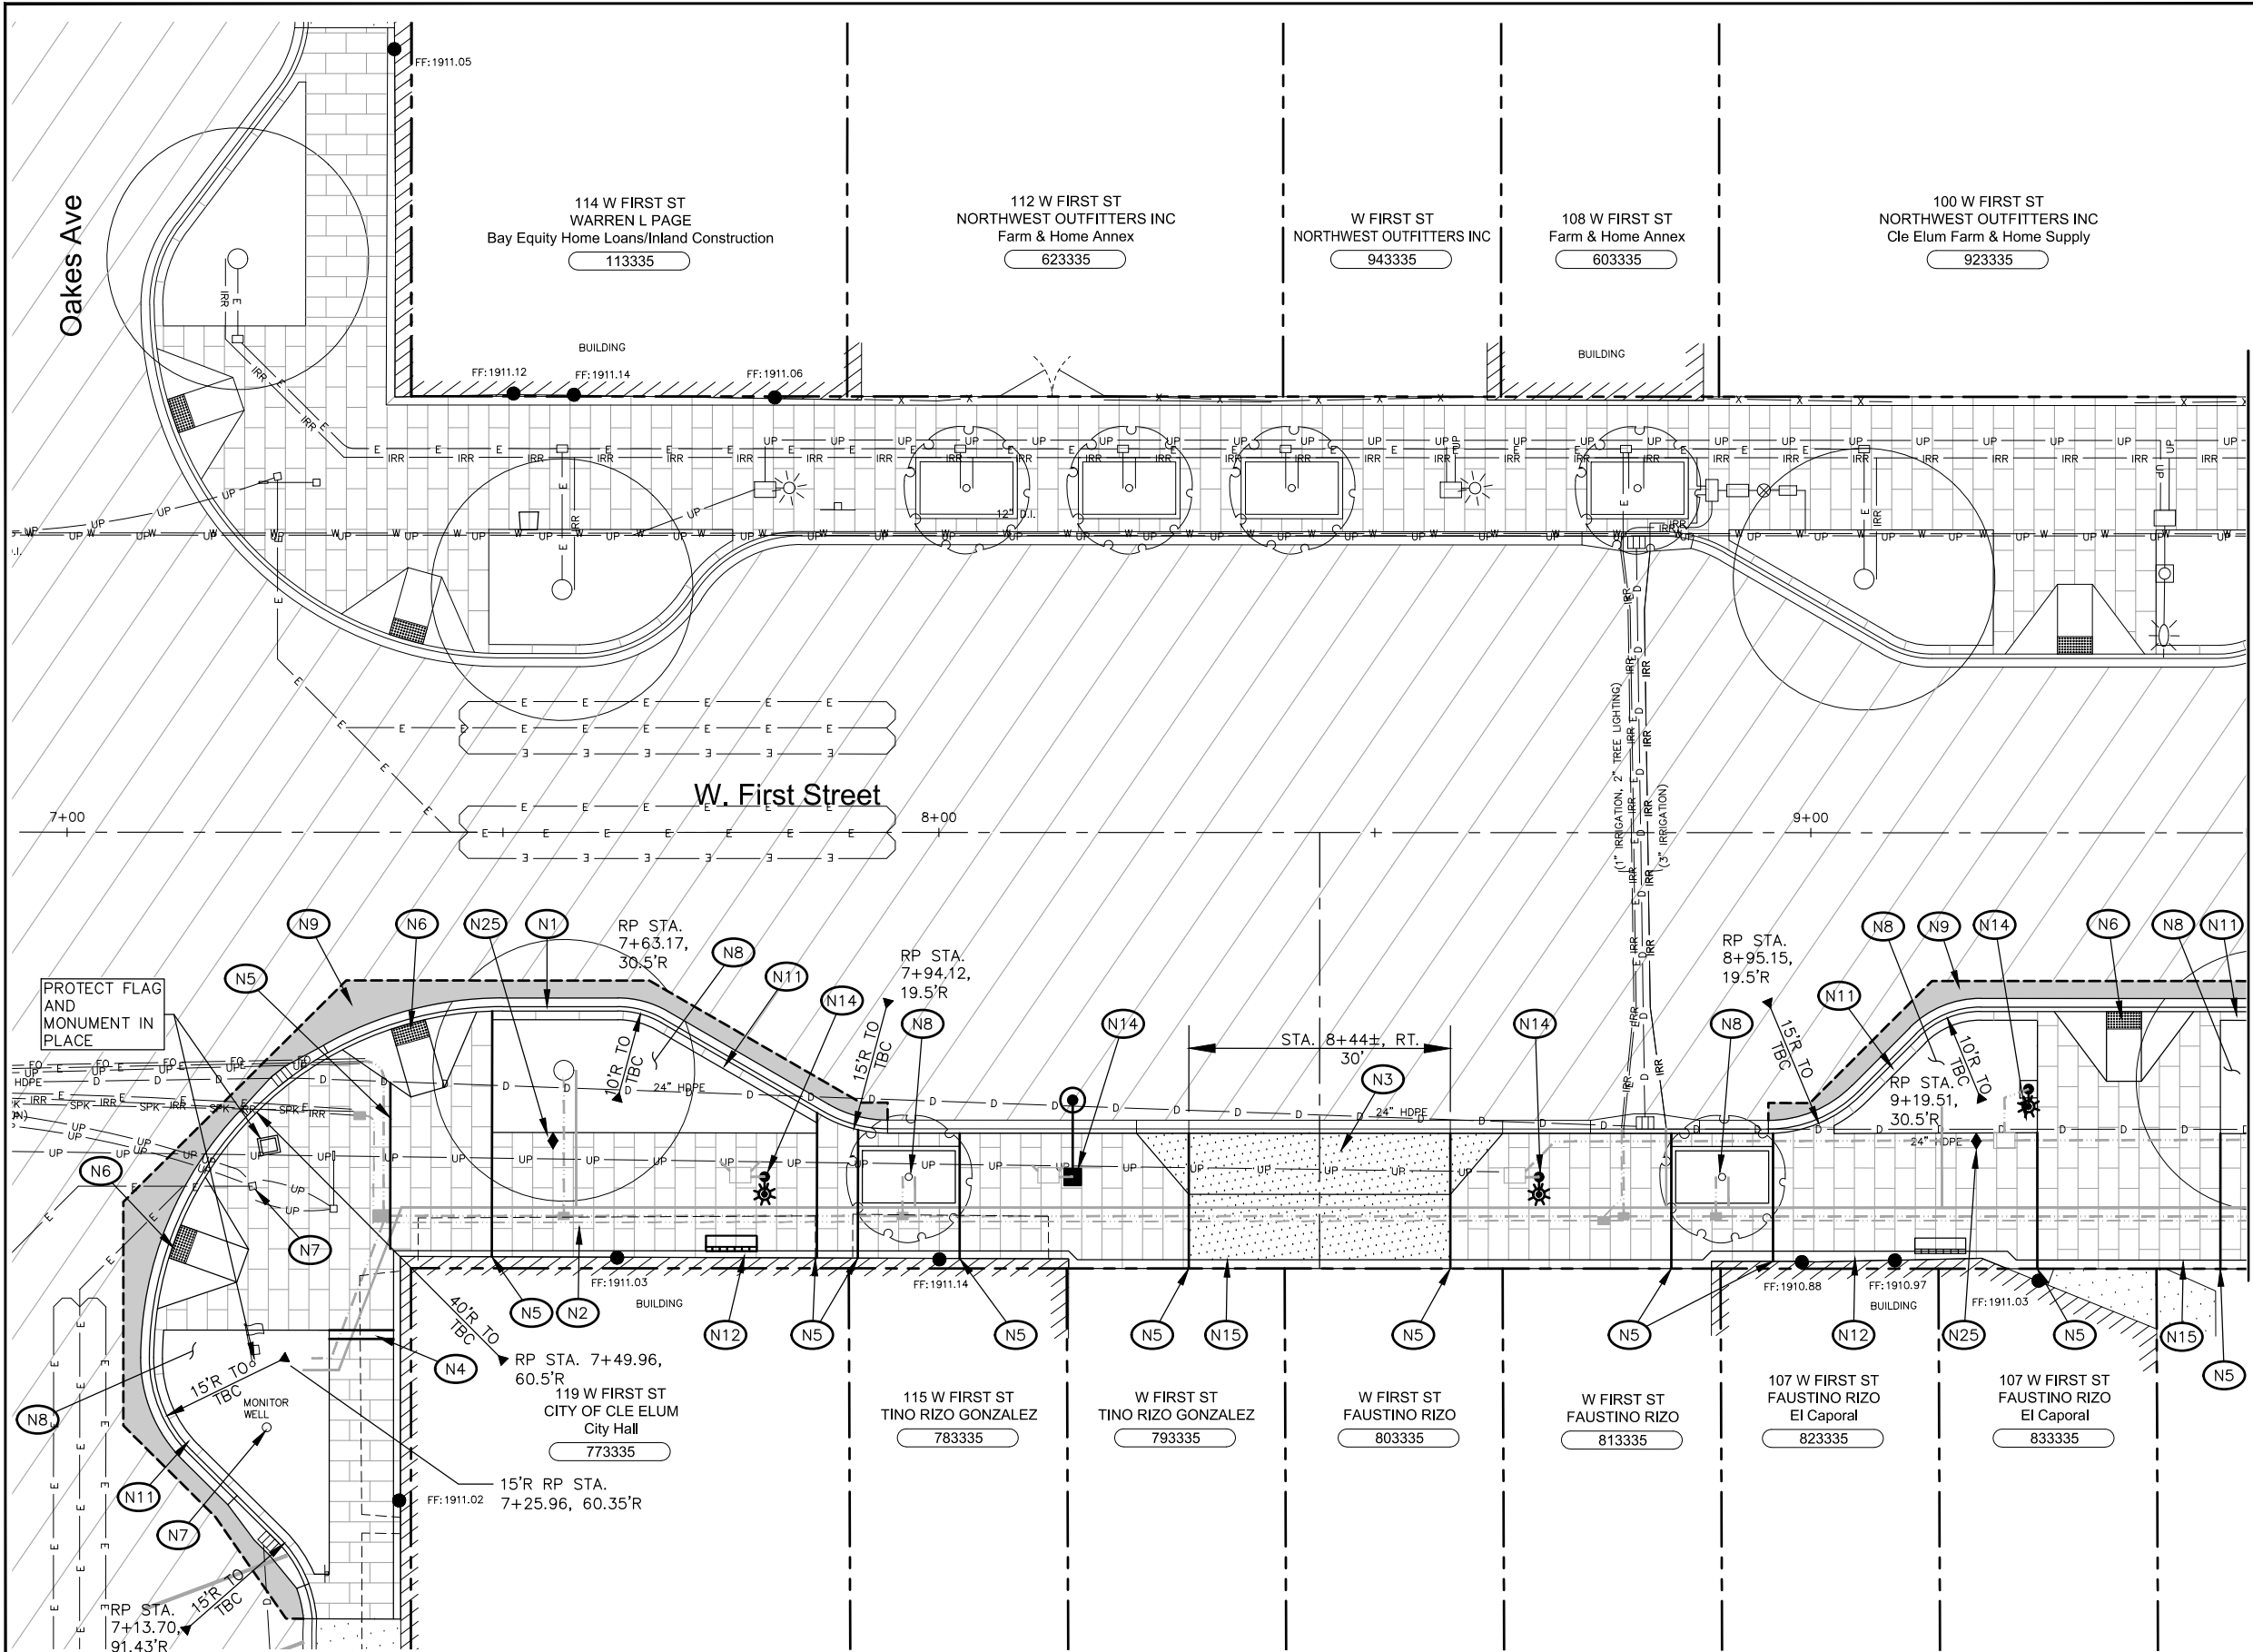 FF:1911.05
Oakes Ave
114 W FIRST ST
WARREN L PAGE
Bay Equity Home Loans/Inland Construction
113335
112 W FIRST ST
NORTHWEST OUTFITTERS INC
Farm & Home Annex
623335
W FIRST ST
NORTHWEST OUTFITTERS INC
943335
108 W FIRST ST
Farm & Home Annex
603335
100 W FIRST ST
NORTHWEST OUTFITTERS INC
Cle Elum Farm & Home Supply
923335
BUILDING
BUILDING
FF:1911.12
FF:1911.14
FF:1911.06
12" D.I.
(1" IRRIGATION, 2" TREE LIGHTING)
(3" IRRIGATION)
W. First Street
7+00
8+00
9+00
N9
N6
N25
N1
RP STA.
7+63.17,
30.5'R
N8
N11
N14
RP STA.
7+94.12,
19.5'R
N8
N14
STA. 8+44±, RT.
30'
N3
N14
RP STA.
8+95.15,
19.5'R
N8
N11
N8
N9
N14
N6
N8
N11
N5
PROTECT FLAG
AND
MONUMENT IN
PLACE
10'R TO
TBC
15'R TO
TBC
15'R TO
TBC
10'R TO
TBC
RP STA.
9+19.51,
30.5'R
24" HDPE
24" HDPE
24" HDPE
HDPE
N6
N7
FF:1911.03
BUILDING
FF:1911.14
FF:1910.88
FF:1910.97
BUILDING
FF:1911.03
N5
N2
N12
N5
N5
N5
N15
N5
N5
N12
N25
N5
N15
N5
40'R TO
TBC
N4
RP STA. 7+49.96,
60.5'R
15'R TO
TBC
MONITOR
WELL
N8
119 W FIRST ST
CITY OF CLE ELUM
City Hall
773335
115 W FIRST ST
TINO RIZO GONZALEZ
783335
W FIRST ST
TINO RIZO GONZALEZ
793335
W FIRST ST
FAUSTINO RIZO
803335
W FIRST ST
FAUSTINO RIZO
813335
107 W FIRST ST
FAUSTINO RIZO
El Caporal
823335
107 W FIRST ST
FAUSTINO RIZO
El Caporal
833335
N11
N7
FF:1911.02
15'R RP STA.
7+25.96, 60.35'R
15'R TO
TBC
RP STA.
7+13.70,
91.43'R